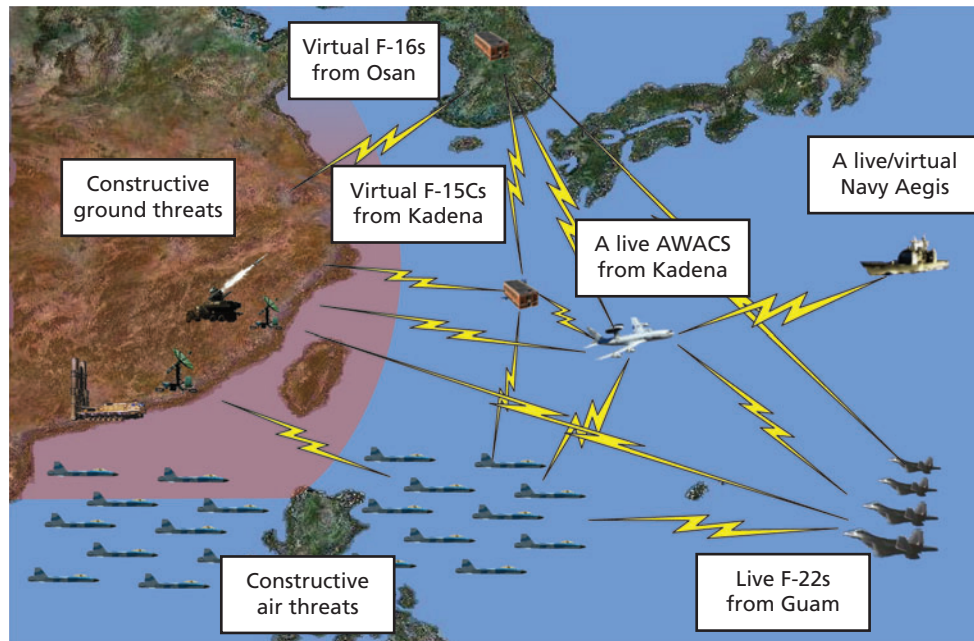 Virtual F-16s
from Osan
Constructive
ground threats
Virtual F-15Cs
from Kadena
A live AWACS
from Kadena
A live/virtual
Navy Aegis
Constructive
air threats
Live F-22s
from Guam